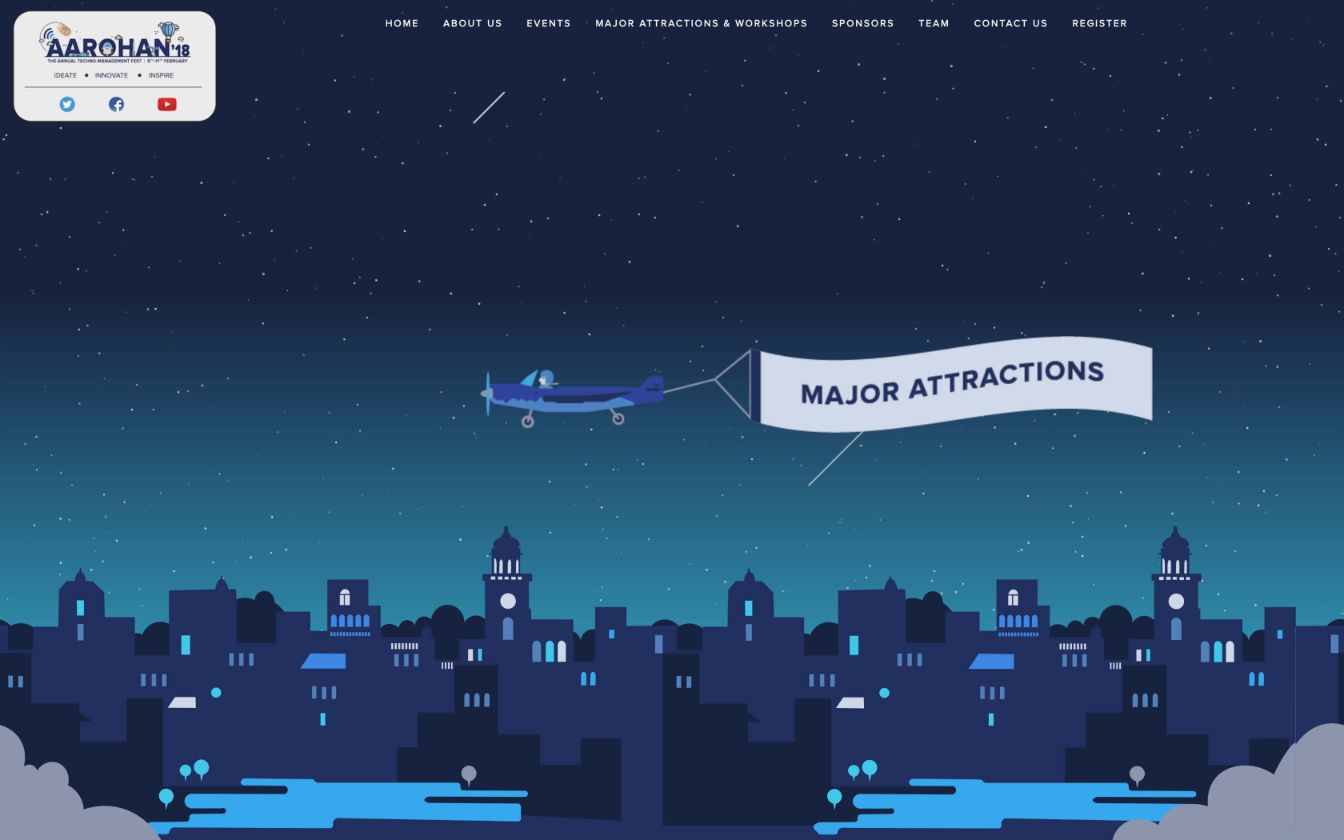 AAROHAN'18
THE ANNUAL TECHNO-MANAGEMENT FEST | 8TH-11TH FEBRUARY
IDEATE • INNOVATE • INSPIRE
HOME ABOUT US EVENTS MAJOR ATTRACTIONS & WORKSHOPS SPONSORS TEAM CONTACT US REGISTER
MAJOR ATTRACTIONS